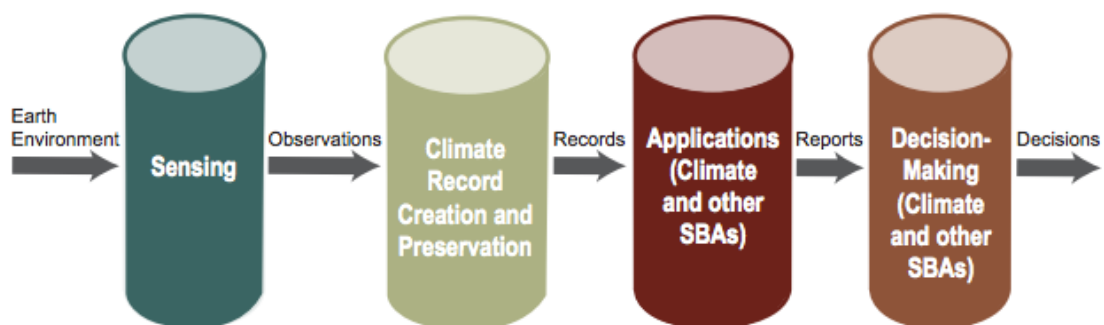 Earth
Environment
Sensing
Observations
Climate
Record
Creation and
Preservation
Records
Applications
(Climate
and other
SBAs)
Reports
Decision-
Making
(Climate
and other
SBAs)
Decisions